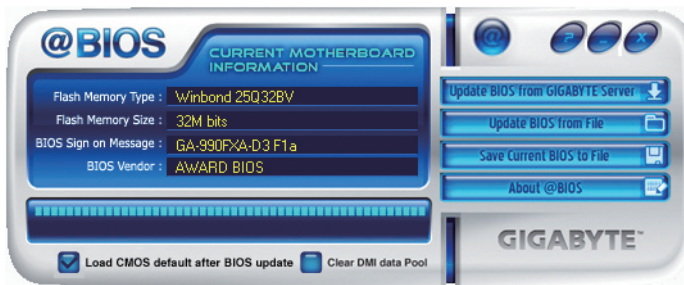 @BIOS
CURRENT MOTHERBOARD
INFORMATION
Flash Memory Type : Winbond 25Q32BV
Flash Memory Size : 32M bits
BIOS Sign on Message : GA-990FXA-D3 F1a
BIOS Vendor : AWARD BIOS
Load CMOS default after BIOS update
Clear DMI data Pool
@
? - X
Update BIOS from GIGABYTE Server
Update BIOS from File
Save Current BIOS to File
About @BIOS
GIGABYTE™